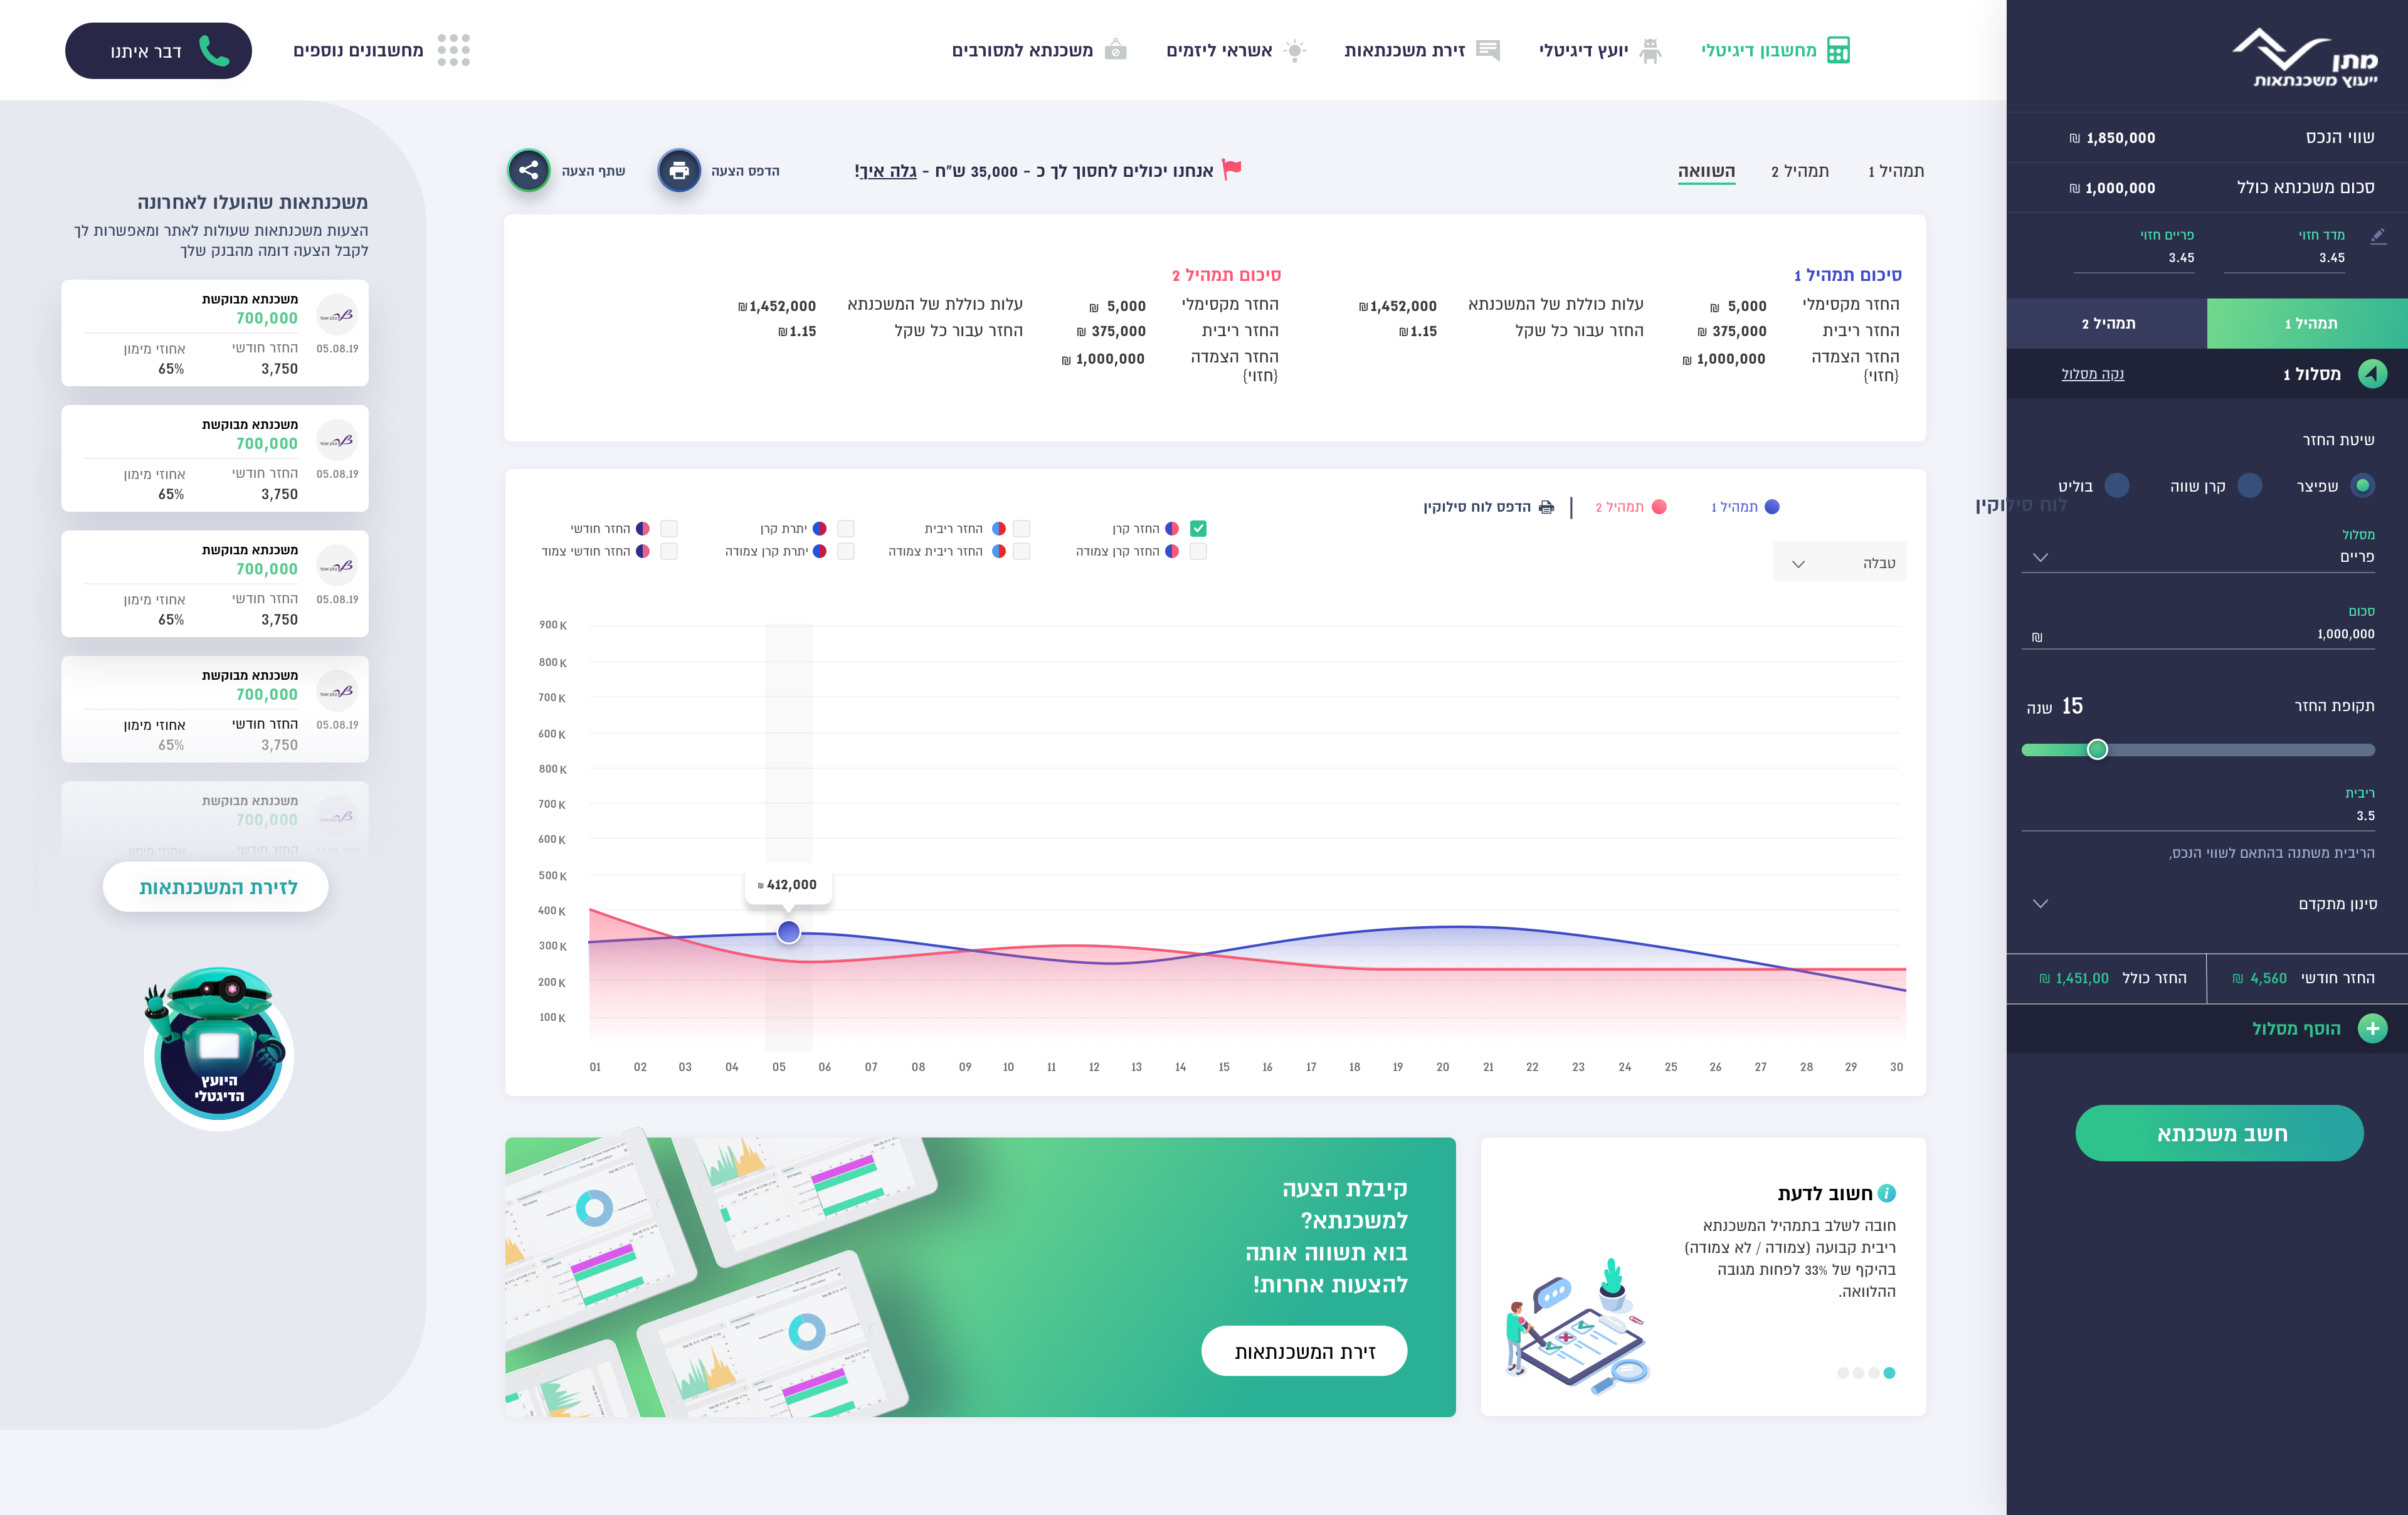 מתן
ייעוץ משכנתאות
מחשבון דיגיטלי
יועץ דיגיטלי
זירת משכנתאות
אשראי ליזמים
משכנתא למסורבים
מחשבונים נוספים
דבר איתנו
שווי הנכס 1,850,000 ₪
סכום משכנתא כולל 1,000,000 ₪
מדד חזוי
3.45
פריים חזוי
3.45
תמהיל 1
תמהיל 2
מסלול 1
נקה מסלול
שיטת החזר
שפיצר
קרן שווה
בוליט
מסלול
פריים
סכום
1,000,000 ₪
תקופת החזר 15 שנה
ריבית
3.5
הריבית משתנה בהתאם לשווי הנכס,
סינון מתקדם
החזר חודשי 4,560 ₪
החזר כולל 1,451,00 ₪
הוסף מסלול
חשב משכנתא
תמהיל 1
תמהיל 2
השוואה
אנחנו יכולים לחסוך לך כ - 35,000 ש"ח - גלה איך!
הדפס הצעה
שתף הצעה
סיכום תמהיל 1
החזר מקסימלי 5,000 ₪
עלות כוללת של המשכנתא 1,452,000₪
החזר ריבית 375,000 ₪
החזר עבור כל שקל 1.15₪
החזר הצמדה 1,000,000 ₪
{חזוי}
סיכום תמהיל 2
החזר מקסימלי 5,000 ₪
עלות כוללת של המשכנתא 1,452,000₪
החזר ריבית 375,000 ₪
החזר עבור כל שקל 1.15₪
החזר הצמדה 1,000,000 ₪
{חזוי}
לוח סילוקין
תמהיל 1
תמהיל 2
הדפס לוח סילוקין
טבלה
החזר קרן
החזר ריבית
יתרת קרן
החזר חודשי
החזר קרן צמודה
החזר ריבית צמודה
יתרת קרן צמודה
החזר חודשי צמוד
900 K
800 K
700 K
600 K
800 K
700 K
600 K
500 K
400 K
300 K
200 K
100 K
412,000 ₪
01 02 03 04 05 06 07 08 09 10 11 12 13 14 15 16 17 18 19 20 21 22 23 24 25 26 27 28 29 30
חשוב לדעת
חובה לשלב בתמהיל המשכנתא
ריבית קבועה (צמודה / לא צמודה)
בהיקף של 33% לפחות מגובה
ההלוואה.
קיבלת הצעה
למשכנתא?
בוא תשווה אותה
להצעות אחרות!
זירת המשכנתאות
משכנתאות שהועלו לאחרונה
הצעות משכנתאות שעולות לאתר ומאפשרות לך
לקבל הצעה דומה מהבנק שלך
משכנתא מבוקשת
700,000
05.08.19
החזר חודשי
3,750
אחוזי מימון
65%
משכנתא מבוקשת
700,000
05.08.19
החזר חודשי
3,750
אחוזי מימון
65%
משכנתא מבוקשת
700,000
05.08.19
החזר חודשי
3,750
אחוזי מימון
65%
משכנתא מבוקשת
700,000
05.08.19
החזר חודשי
3,750
אחוזי מימון
65%
משכנתא מבוקשת
700,000
החזר חודשי
אחוזי מימון
לזירת המשכנתאות
היועץ
הדיגטלי